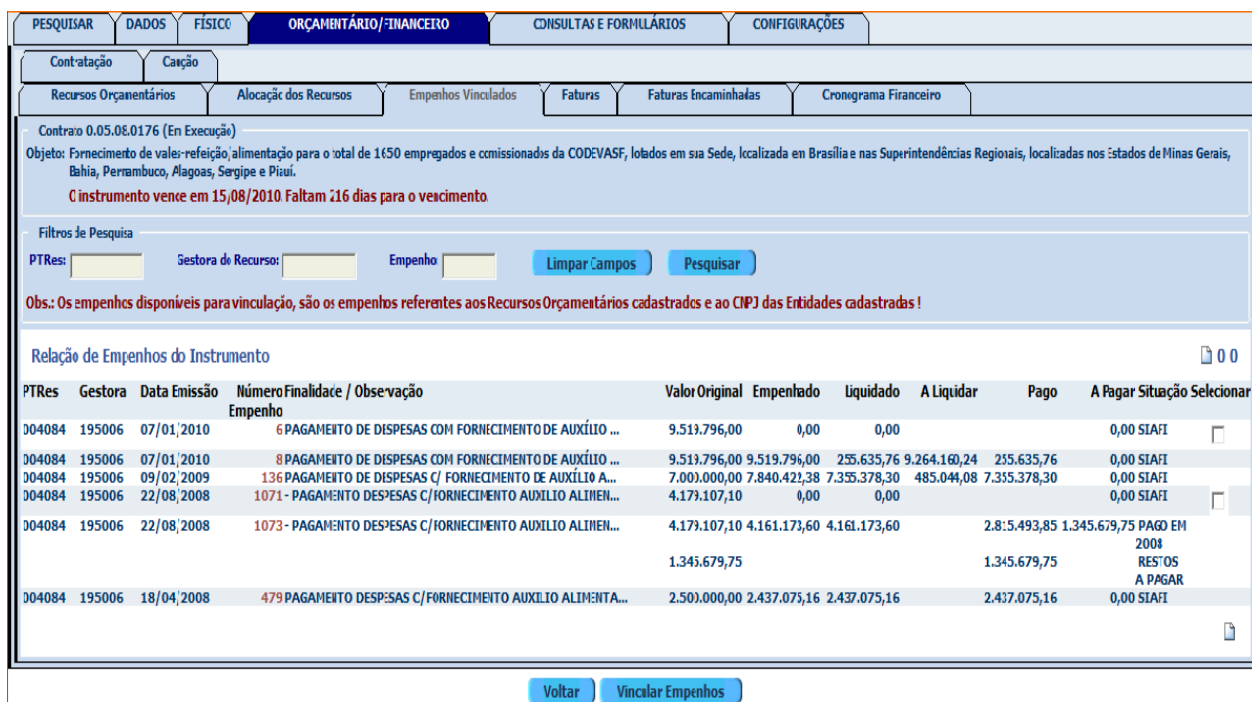 PESQUISAR DADOS FÍSICO ORÇAMENTÁRIO/FINANCEIRO CONSULTAS E FORMULÁRIOS CONFIGURAÇÕES
Contratação Caução
Recursos Orçamentários Alocação dos Recursos Empenhos Vinculados Faturas Faturas Encaminhadas Cronograma Financeiro
Contrato 0.05.08.0176 (Em Execução)
Objeto: Fornecimento de vales-refeição/alimentação para o total de 1650 empregados e comissionados da CODEVASF, lotados em sua Sede, localizada em Brasília e nas Superintendências Regionais, localizadas nos Estados de Minas Gerais,
Bahia, Pernambuco, Alagoas, Sergipe e Piauí.
O instrumento vence em 15/08/2010. Faltam 216 dias para o vencimento.
Filtros de Pesquisa
PTRes: Gestora do Recurso: Empenho: Limpar Campos Pesquisar
Obs.: Os empenhos disponíveis para vinculação, são os empenhos referentes aos Recursos Orçamentários cadastrados e ao CNPJ das Entidades cadastradas !
Relação de Empenhos do Instrumento 0 0
PTRes Gestora Data Emissão Número Finalidade / Observação Valor Original Empenhado Liquidado A Liquidar Pago A Pagar Situação Selecionar
Empenho
004084 195006 07/01/2010 6 PAGAMENTO DE DESPESAS COM FORNECIMENTO DE AUXÍLIO ... 9.519.796,00 0,00 0,00 0,00 SIAFI
004084 195006 07/01/2010 8 PAGAMENTO DE DESPESAS COM FORNECIMENTO DE AUXÍLIO ... 9.519.796,00 9.519.796,00 255.635,76 9.264.160,24 255.635,76 0,00 SIAFI
004084 195006 09/02/2009 136 PAGAMENTO DE DESPESAS C/ FORNECIMENTO DE AUXÍLIO A... 7.000.000,00 7.840.422,38 7.355.378,30 485.044,08 7.355.378,30 0,00 SIAFI
004084 195006 22/08/2008 1071 - PAGAMENTO DESPESAS C/ FORNECIMENTO AUXILIO ALIMEN... 4.179.107,10 0,00 0,00 0,00 SIAFI
004084 195006 22/08/2008 1073 - PAGAMENTO DESPESAS C/ FORNECIMENTO AUXILIO ALIMEN... 4.179.107,10 4.161.173,60 4.161.173,60 2.815.493,85 1.345.679,75 PAGO EM
2008
1.345.679,75 1.345.679,75 RESTOS
A PAGAR
004084 195006 18/04/2008 479 PAGAMENTO DESPESAS C/ FORNECIMENTO AUXILIO ALIMENTA... 2.500.000,00 2.437.075,16 2.437.075,16 2.437.075,16 0,00 SIAFI
Voltar Vincular Empenhos